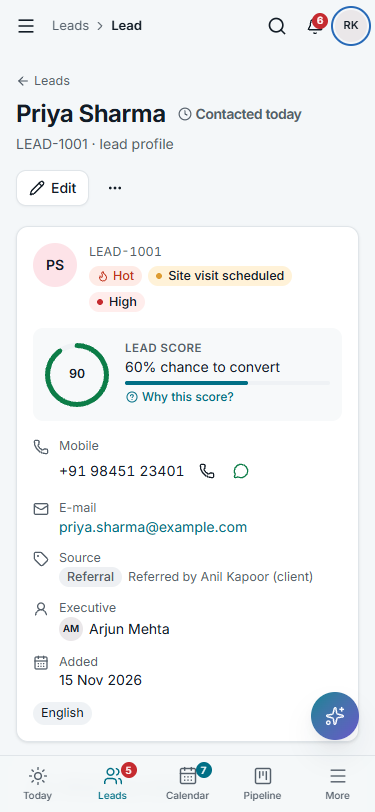 Leads > Lead
6
RK
← Leads
Priya Sharma Contacted today
LEAD-1001 · lead profile
Edit ...
PS
LEAD-1001
Hot Site visit scheduled
High
90
LEAD SCORE
60% chance to convert
Why this score?
Mobile
+91 98451 23401
E-mail
priya.sharma@example.com
Source
Referral Referred by Anil Kapoor (client)
Executive
AM Arjun Mehta
Added
15 Nov 2026
English
5 7
Today Leads Calendar Pipeline More